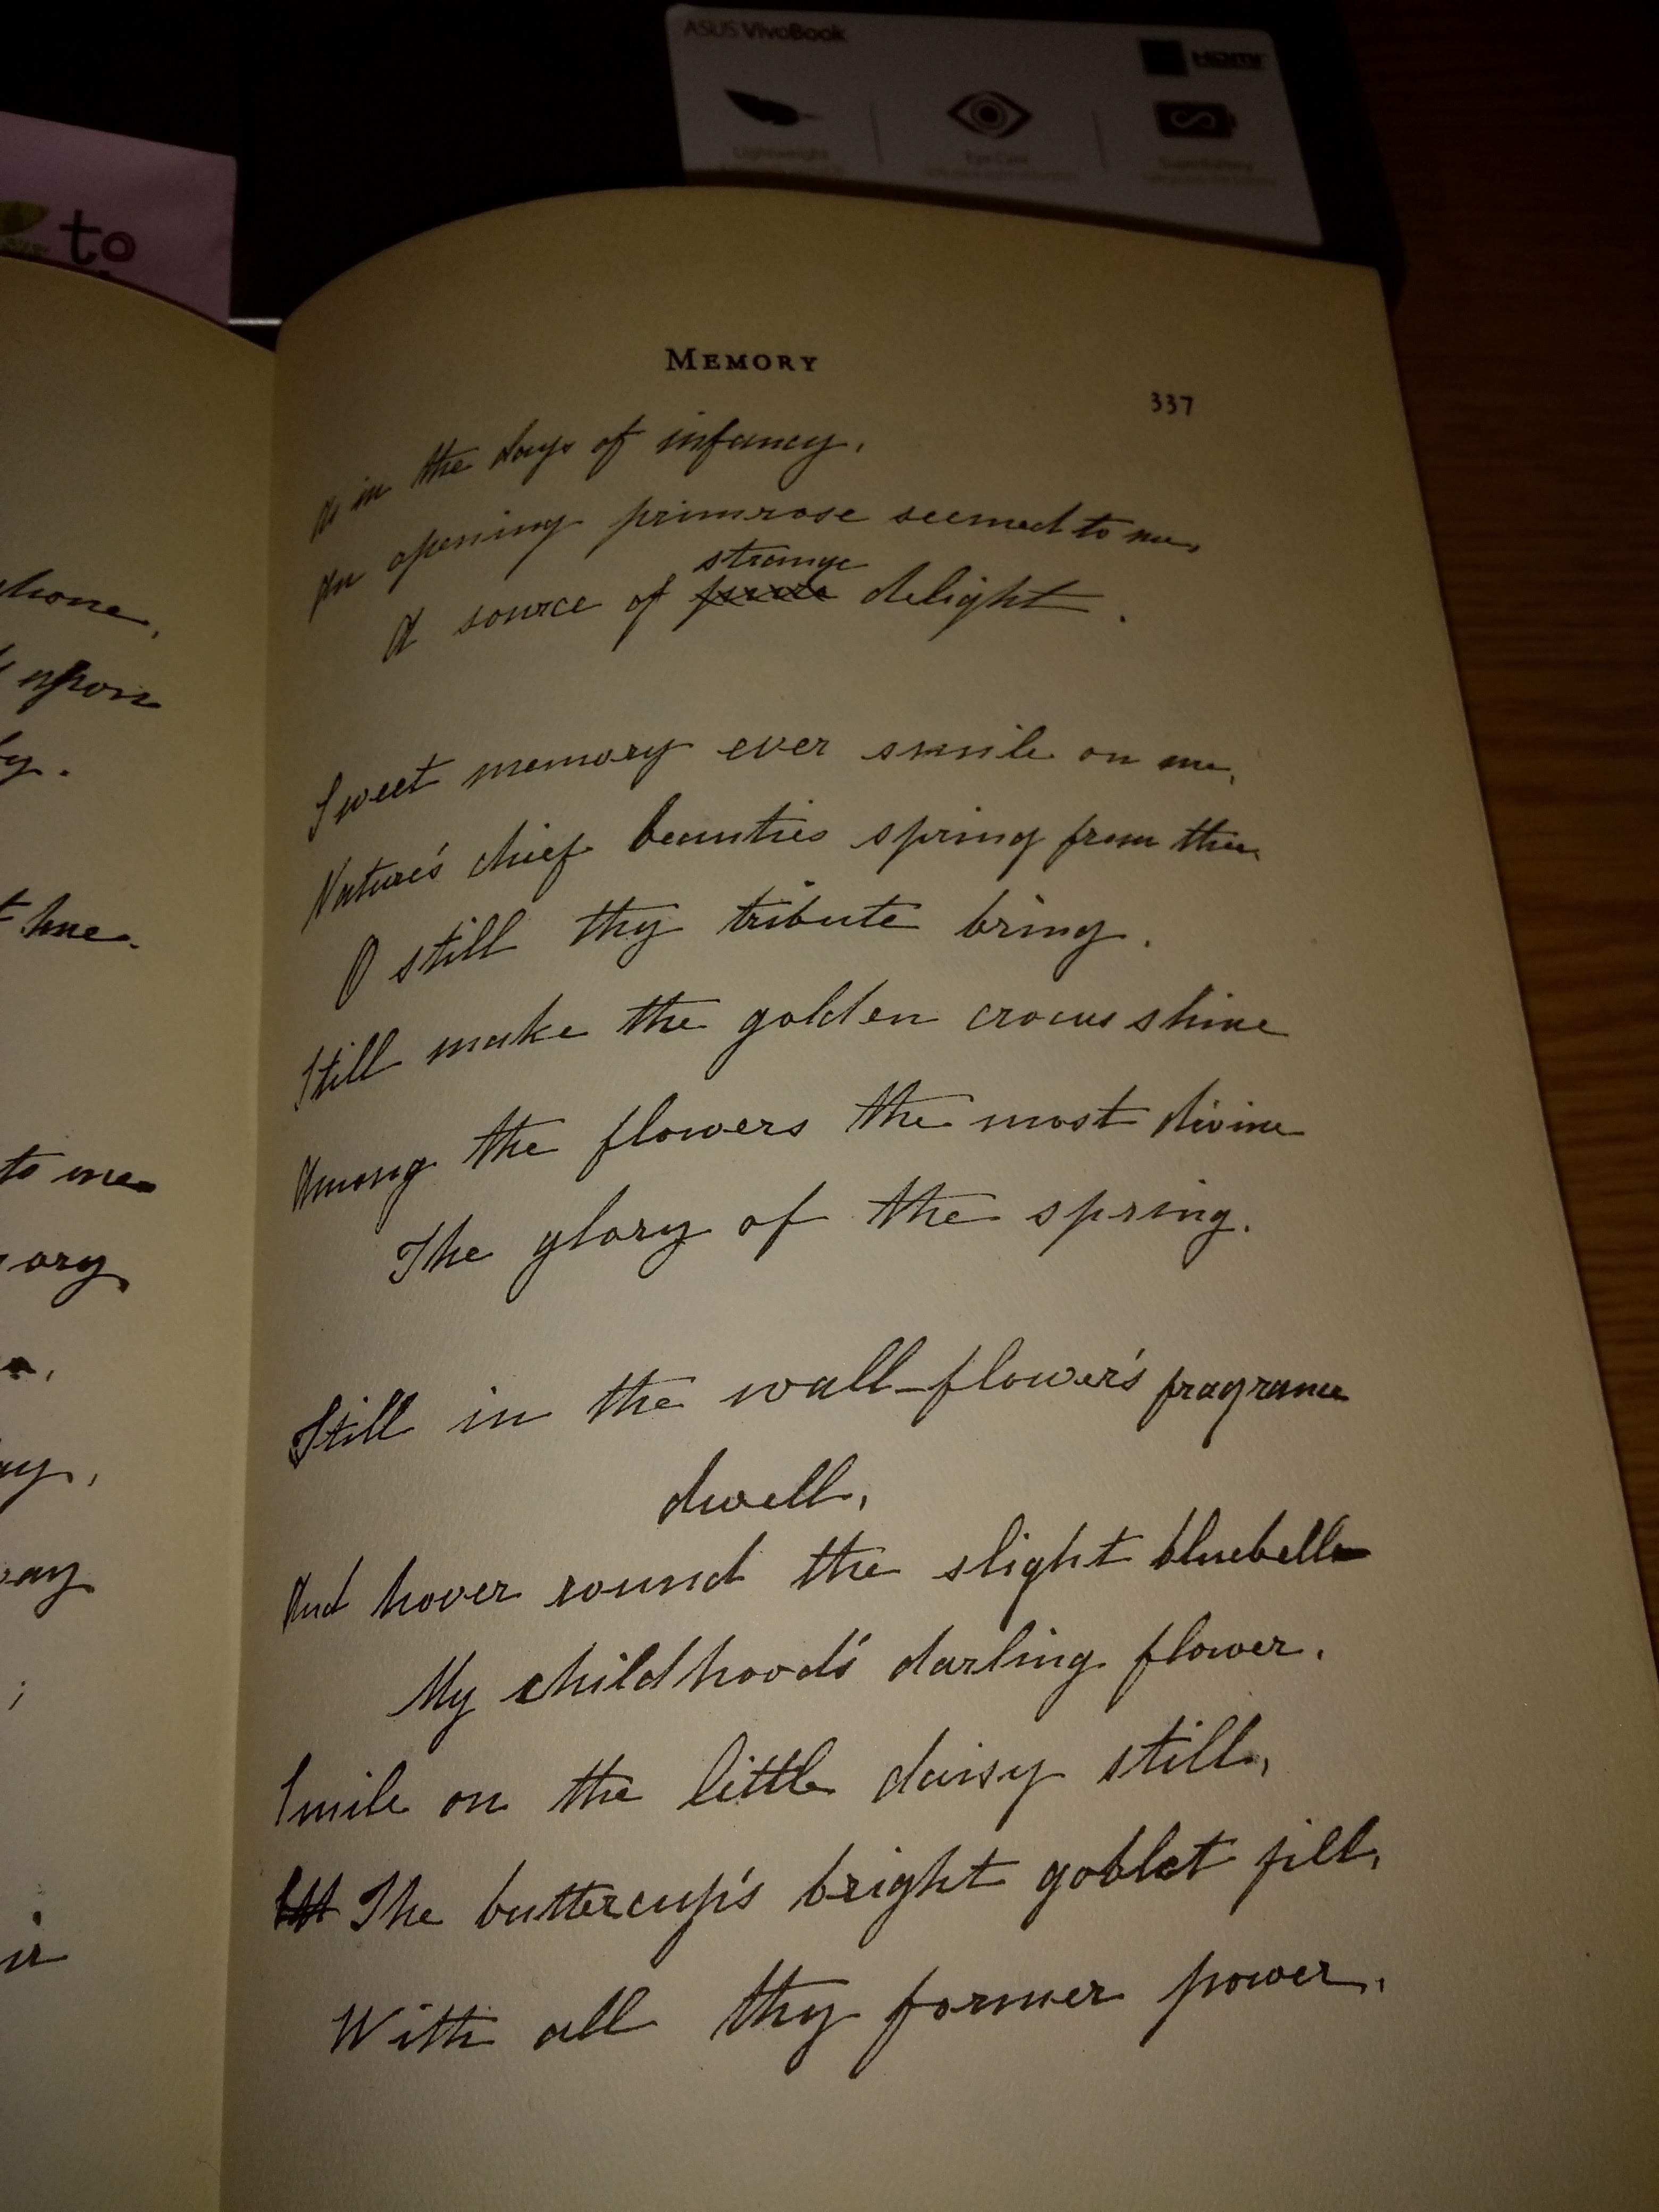 ASUS VivoBook
HDMI
Lightweight
Eye Care
SuperBattery
to
MEMORY
337
hone,
upon
y.
t hue.
to me
ory
ay,
ay
;
As in the days of infancy,
An opening primrose seemed to me,
strange
A source of delight.
Sweet memory ever smile on me,
Nature's chief beauties spring from thee
O still thy tribute bring.
Still make the golden crocus shine
Among the flowers the most divine
The glory of the spring.
Still in the wall-flower's fragrance
dwell,
And hover round the slight bluebell
My childhood's darling flower.
Smile on the little daisy still,
The buttercup's bright goblet fill,
With all thy former power.